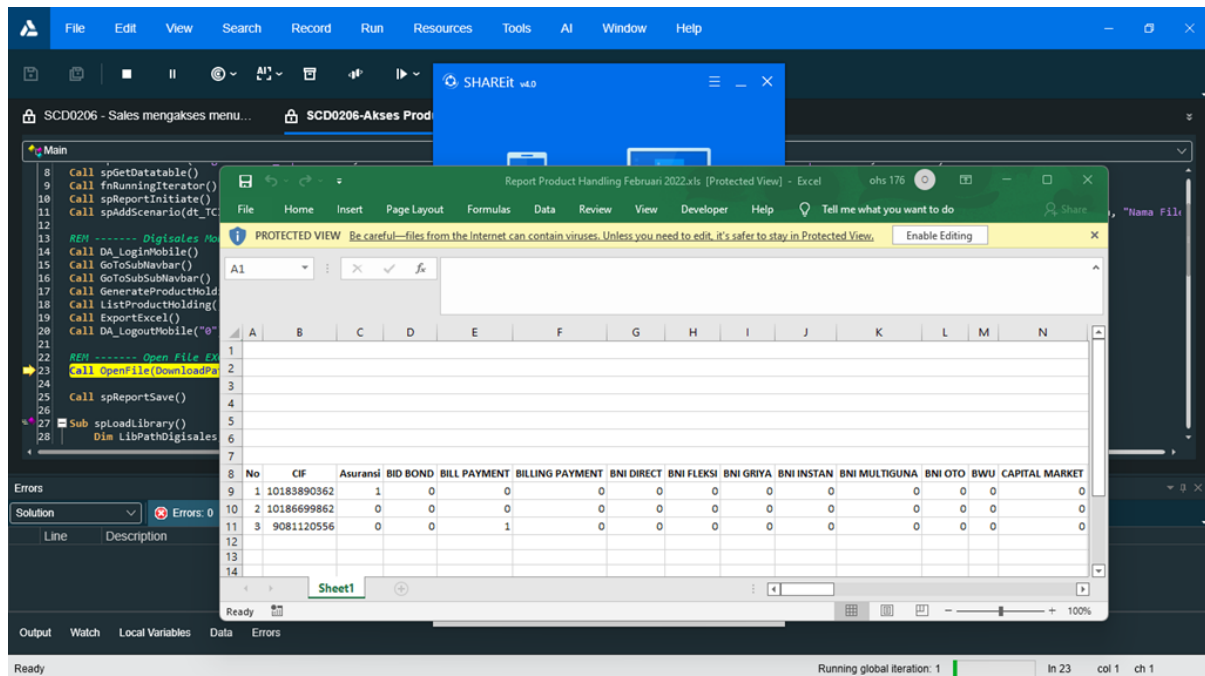 File Edit View Search Record Run Resources Tools AI Window Help
SHAREit v4.0
SCD0206 - Sales mengakses menu... SCD0206-Akses Prod
Main
8 Call spGetDatatable()
9 Call fnRunningIterator()
10 Call spReportInitiate()
11 Call spAddScenario(dt_TC , "Nama File
12
13 REM ------- Digisales Mo
14 Call DA_LoginMobile()
15 Call GoToSubNavbar()
16 Call GoToSubSubNavbar()
17 Call GenerateProductHold
18 Call ListProductHolding(
19 Call ExportExcel()
20 Call DA_LogoutMobile("0"
21
22 REM ------- Open File EX
23 Call OpenFile(DownloadPa
24
25 Call spReportSave()
26
27 Sub spLoadLibrary()
28 Dim LibPathDigisales
Report Product Handling Februari 2022.xls [Protected View] - Excel ohs 176 O
File Home Insert Page Layout Formulas Data Review View Developer Help Tell me what you want to do Share
PROTECTED VIEW Be careful—files from the Internet can contain viruses. Unless you need to edit, it's safer to stay in Protected View. Enable Editing
A1 fx
A B C D E F G H I J K L M N
1
2
3
4
5
6
7
8 No CIF Asuransi BID BOND BILL PAYMENT BILLING PAYMENT BNI DIRECT BNI FLEKSI BNI GRIYA BNI INSTAN BNI MULTIGUNA BNI OTO BWU CAPITAL MARKET
9 1 10183890362 1 0 0 0 0 0 0 0 0 0 0 0
10 2 10186699862 0 0 0 0 0 0 0 0 0 0 0 0
11 3 9081120556 0 0 1 0 0 0 0 0 0 0 0 0
12
13
14
Sheet1
Ready 100%
Errors
Solution Errors: 0
Line Description
Output Watch Local Variables Data Errors
Ready Running global iteration: 1 ln 23 col 1 ch 1